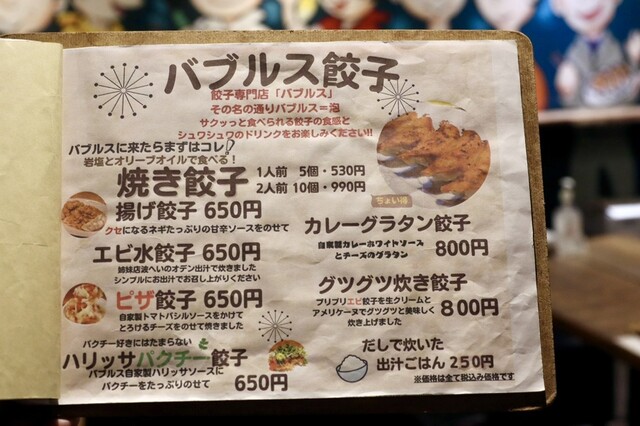 バブルス餃子
餃子専門店「バブルス」
その名の通りバブルス=泡
サクッっと食べられる餃子の食感と
シュワシュワのドリンクをお楽しみください!!
バブルスに来たらまずはコレ
岩塩とオリーブオイルで食べる!
焼き餃子 1人前 5個・530円
2人前 10個・990円
揚げ餃子 650円
クセになるネギたっぷりの甘辛ソースをのせて
エビ水餃子 650円
姉妹店波へいのオデン出汁で炊きました
シンプルにお出汁でお召し上がりください
ピザ餃子 650円
自家製トマトバシルソースをかけて
とろけるチーズをのせて焼きました
パクチー好きにはたまらない
ハリッサパクチー餃子
バブルス自家製ハリッサソースに
パクチーをたっぷりのせて 650円
カレーグラタン餃子
自家製カレーホワイトソース
とチーズのグラタン 800円
グツグツ炊き餃子
プリプリエビ餃子を生クリームと
アメリケーヌでグツグツと美味しく
炊き上げました 800円
だしで炊いた
出汁ごはん 250円
※価格は全て税込み価格です